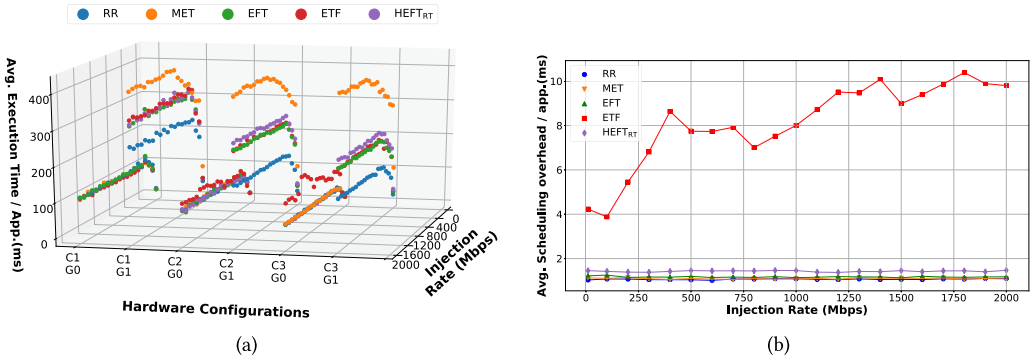 RR MET EFT ETF HEFT_RT
Avg. Execution Time / App.(ms)
400
300
200
100
0
C1 G0
C1 G1
C2 G0
C2 G1
C3 G0
C3 G1
Hardware Configurations
0
400
800
1200
1600
2000
Injection Rate (Mbps)
(a)
Avg. Scheduling overhead / app.(ms)
10
8
6
4
2
RR
MET
EFT
ETF
HEFT_RT
0 250 500 750 1000 1250 1500 1750 2000
Injection Rate (Mbps)
(b)